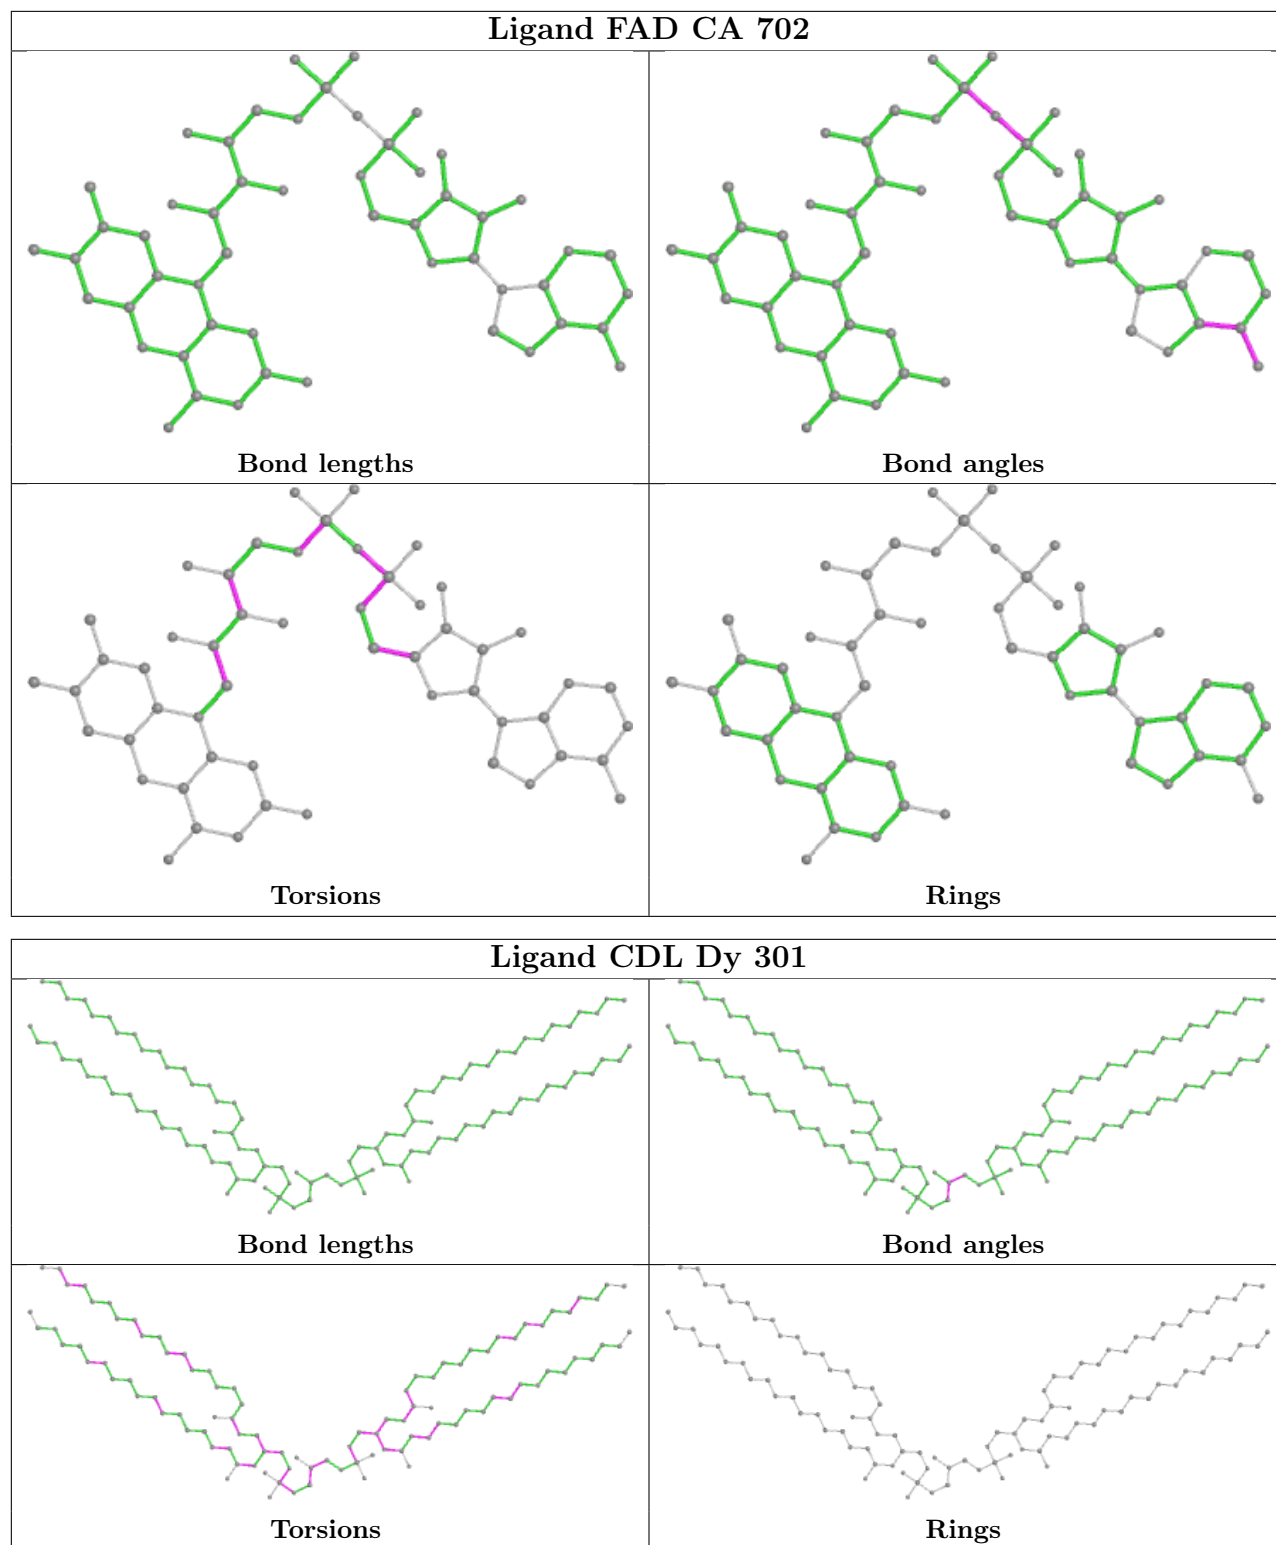 Ligand FAD CA 702
Bond lengths
Bond angles
Torsions
Rings
Ligand CDL Dy 301
Bond lengths
Bond angles
Torsions
Rings